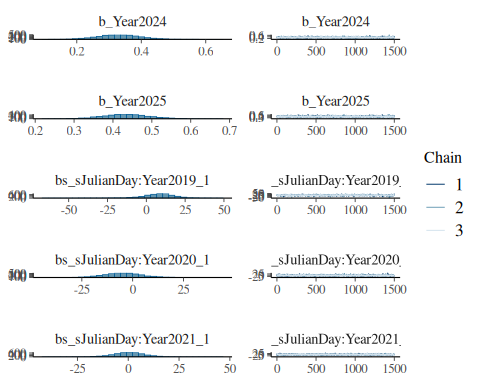 b_Year2024 b_Year2024
0.2 0.4 0.6 0 500 1000 1500
b_Year2025 b_Year2025
0.2 0.3 0.4 0.5 0.6 0.7 0 500 1000 1500
Chain
1
2
3
bs_sJulianDay:Year2019_1 _sJulianDay:Year2019_
-50 -25 0 25 50 0 500 1000 1500
bs_sJulianDay:Year2020_1 _sJulianDay:Year2020_
-25 0 25 0 500 1000 1500
bs_sJulianDay:Year2021_1 _sJulianDay:Year2021_
-25 0 25 50 0 500 1000 1500